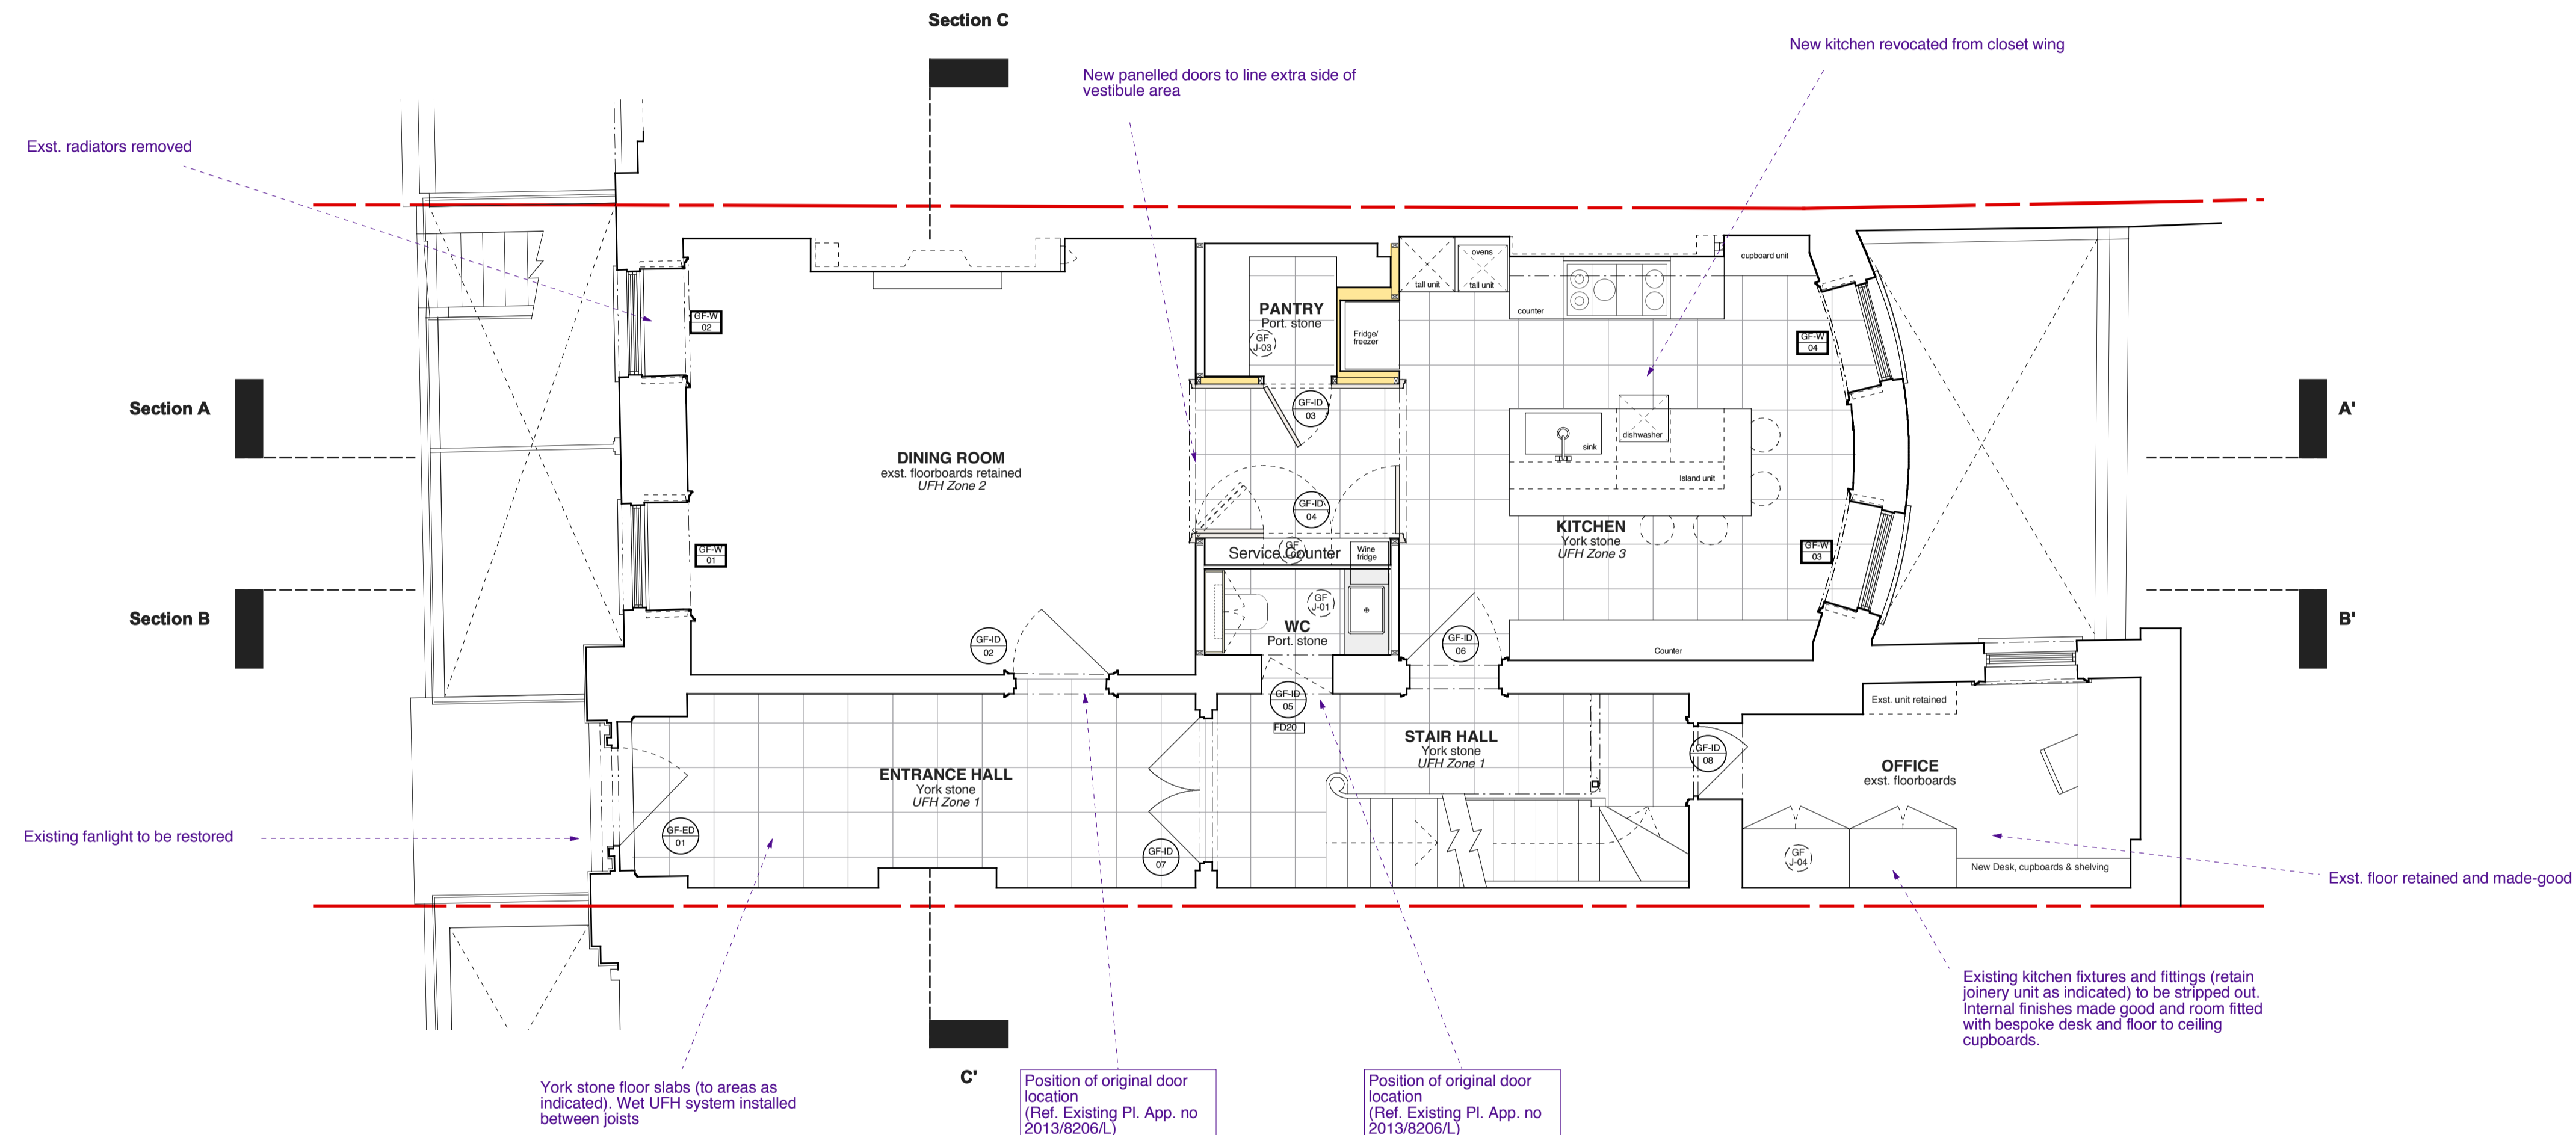 Section C
New kitchen revocated from closet wing
New panelled doors to line extra side of
vestibule area
Exst. radiators removed
ovens
tall unit
tall unit
cupboard unit
counter
PANTRY
Port. stone
GF
J-03
Fridge/
freezer
GF-W
02
GF-W
04
Section A
A'
GF-ID
03
DINING ROOM
exst. floorboards retained
UFH Zone 2
sink
dishwasher
Island unit
GF-ID
04
KITCHEN
York stone
UFH Zone 3
GF-W
01
GF-W
03
Service Counter
GF
Wine
fridge
Section B
B'
GF
J-01
WC
Port. stone
GF-ID
02
GF-ID
06
Counter
GF-ID
05
FD20
Exst. unit retained
STAIR HALL
York stone
UFH Zone 1
GF-ID
08
ENTRANCE HALL
York stone
UFH Zone 1
OFFICE
exst. floorboards
Existing fanlight to be restored
GF-ED
01
GF-ID
07
GF
J-04
New Desk, cupboards & shelving
Exst. floor retained and made-good
Existing kitchen fixtures and fittings (retain
joinery unit as indicated) to be stripped out.
Internal finishes made good and room fitted
with bespoke desk and floor to ceiling
cupboards.
C'
York stone floor slabs (to areas as
indicated). Wet UFH system installed
between joists
Position of original door
location
(Ref. Existing Pl. App. no
2013/8206/L)
Position of original door
location
(Ref. Existing Pl. App. no
2013/8206/L)